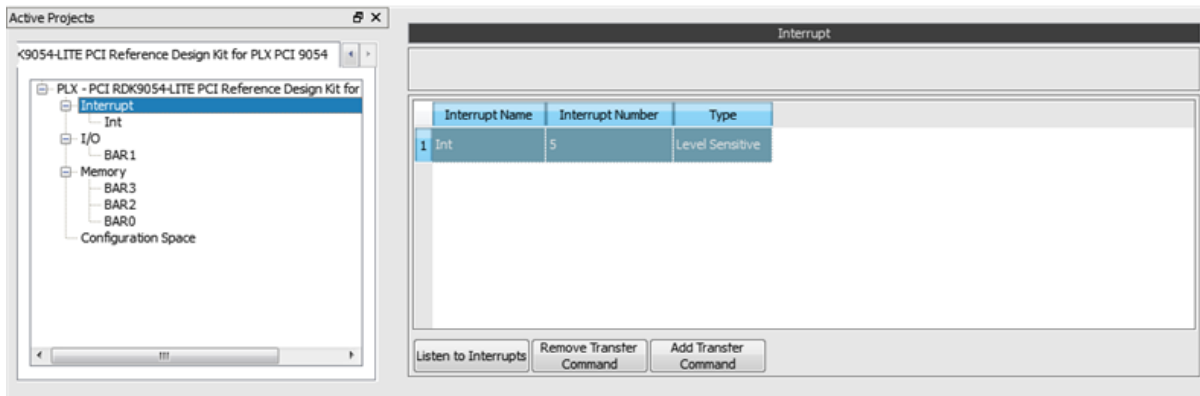 Active Projects
K9054-LITE PCI Reference Design Kit for PLX PCI 9054
PLX - PCI RDK9054-LITE PCI Reference Design Kit for
Interrupt
Int
I/O
BAR1
Memory
BAR3
BAR2
BAR0
Configuration Space
Interrupt
Interrupt Name Interrupt Number Type
1 Int 5 Level Sensitive
Listen to Interrupts
Remove Transfer
Command
Add Transfer
Command